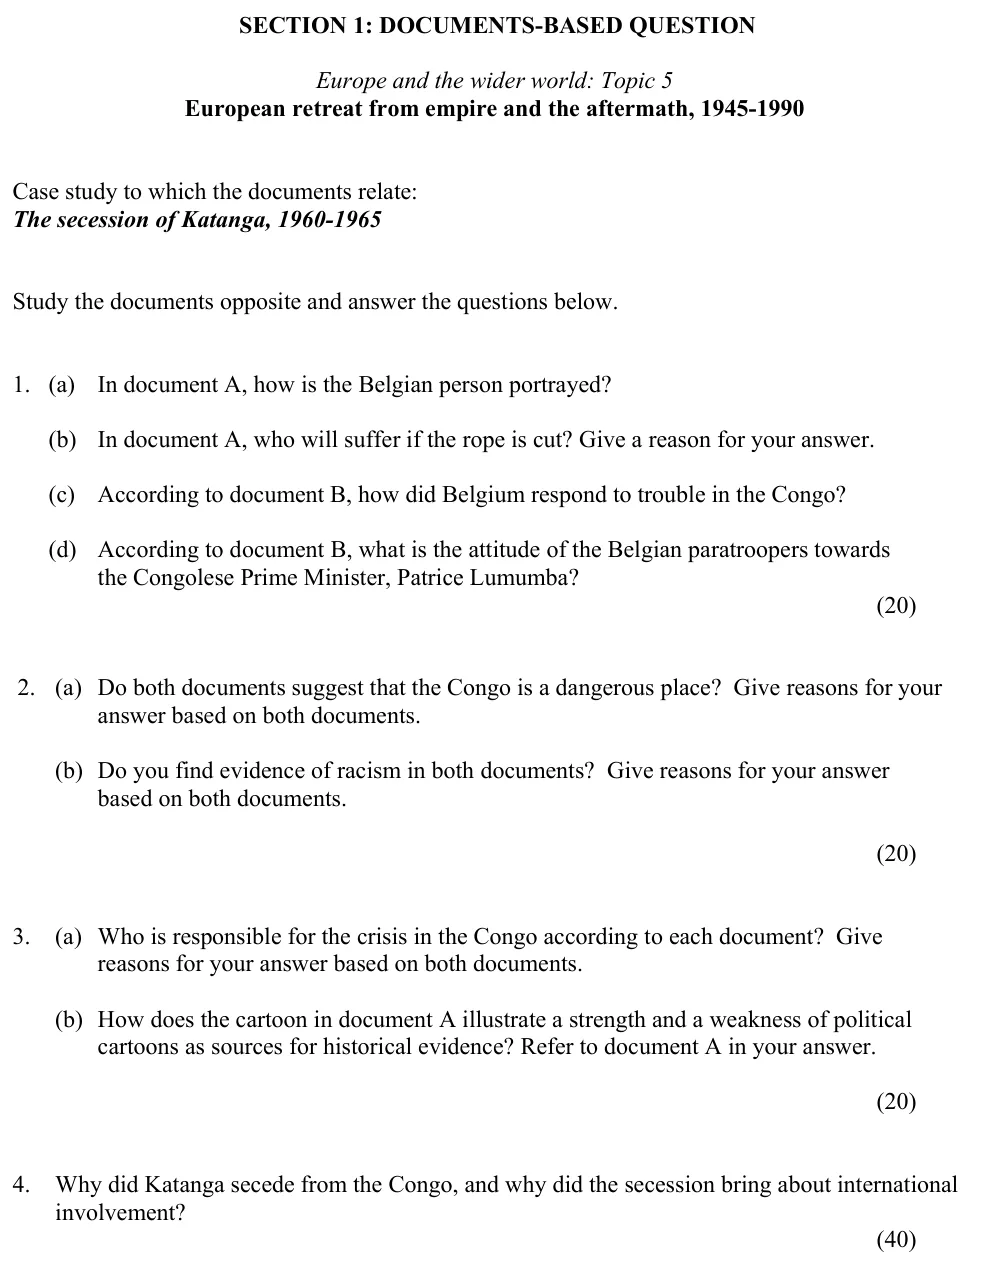 SECTION 1: DOCUMENTS-BASED QUESTION
Europe and the wider world: Topic 5
European retreat from empire and the aftermath, 1945-1990
Case study to which the documents relate:
The secession of Katanga, 1960-1965
Study the documents opposite and answer the questions below.
1. (a) In document A, how is the Belgian person portrayed?
(b) In document A, who will suffer if the rope is cut? Give a reason for your answer.
(c) According to document B, how did Belgium respond to trouble in the Congo?
(d) According to document B, what is the attitude of the Belgian paratroopers towards
the Congolese Prime Minister, Patrice Lumumba?
(20)
2. (a) Do both documents suggest that the Congo is a dangerous place? Give reasons for your
answer based on both documents.
(b) Do you find evidence of racism in both documents? Give reasons for your answer
based on both documents.
(20)
3. (a) Who is responsible for the crisis in the Congo according to each document? Give
reasons for your answer based on both documents.
(b) How does the cartoon in document A illustrate a strength and a weakness of political
cartoons as sources for historical evidence? Refer to document A in your answer.
(20)
4. Why did Katanga secede from the Congo, and why did the secession bring about international
involvement?
(40)